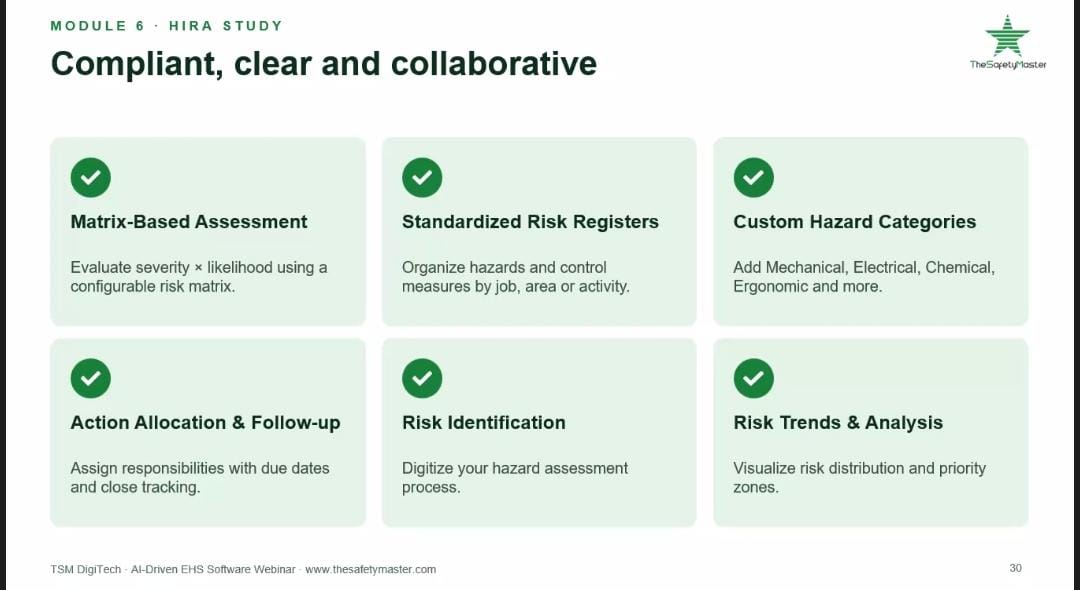 MODULE 6 · HIRA STUDY
Compliant, clear and collaborative
TheSafetyMaster
Matrix-Based Assessment
Evaluate severity × likelihood using a
configurable risk matrix.
Standardized Risk Registers
Organize hazards and control
measures by job, area or activity.
Custom Hazard Categories
Add Mechanical, Electrical, Chemical,
Ergonomic and more.
Action Allocation & Follow-up
Assign responsibilities with due dates
and close tracking.
Risk Identification
Digitize your hazard assessment
process.
Risk Trends & Analysis
Visualize risk distribution and priority
zones.
TSM DigiTech · AI-Driven EHS Software Webinar · www.thesafetymaster.com
30